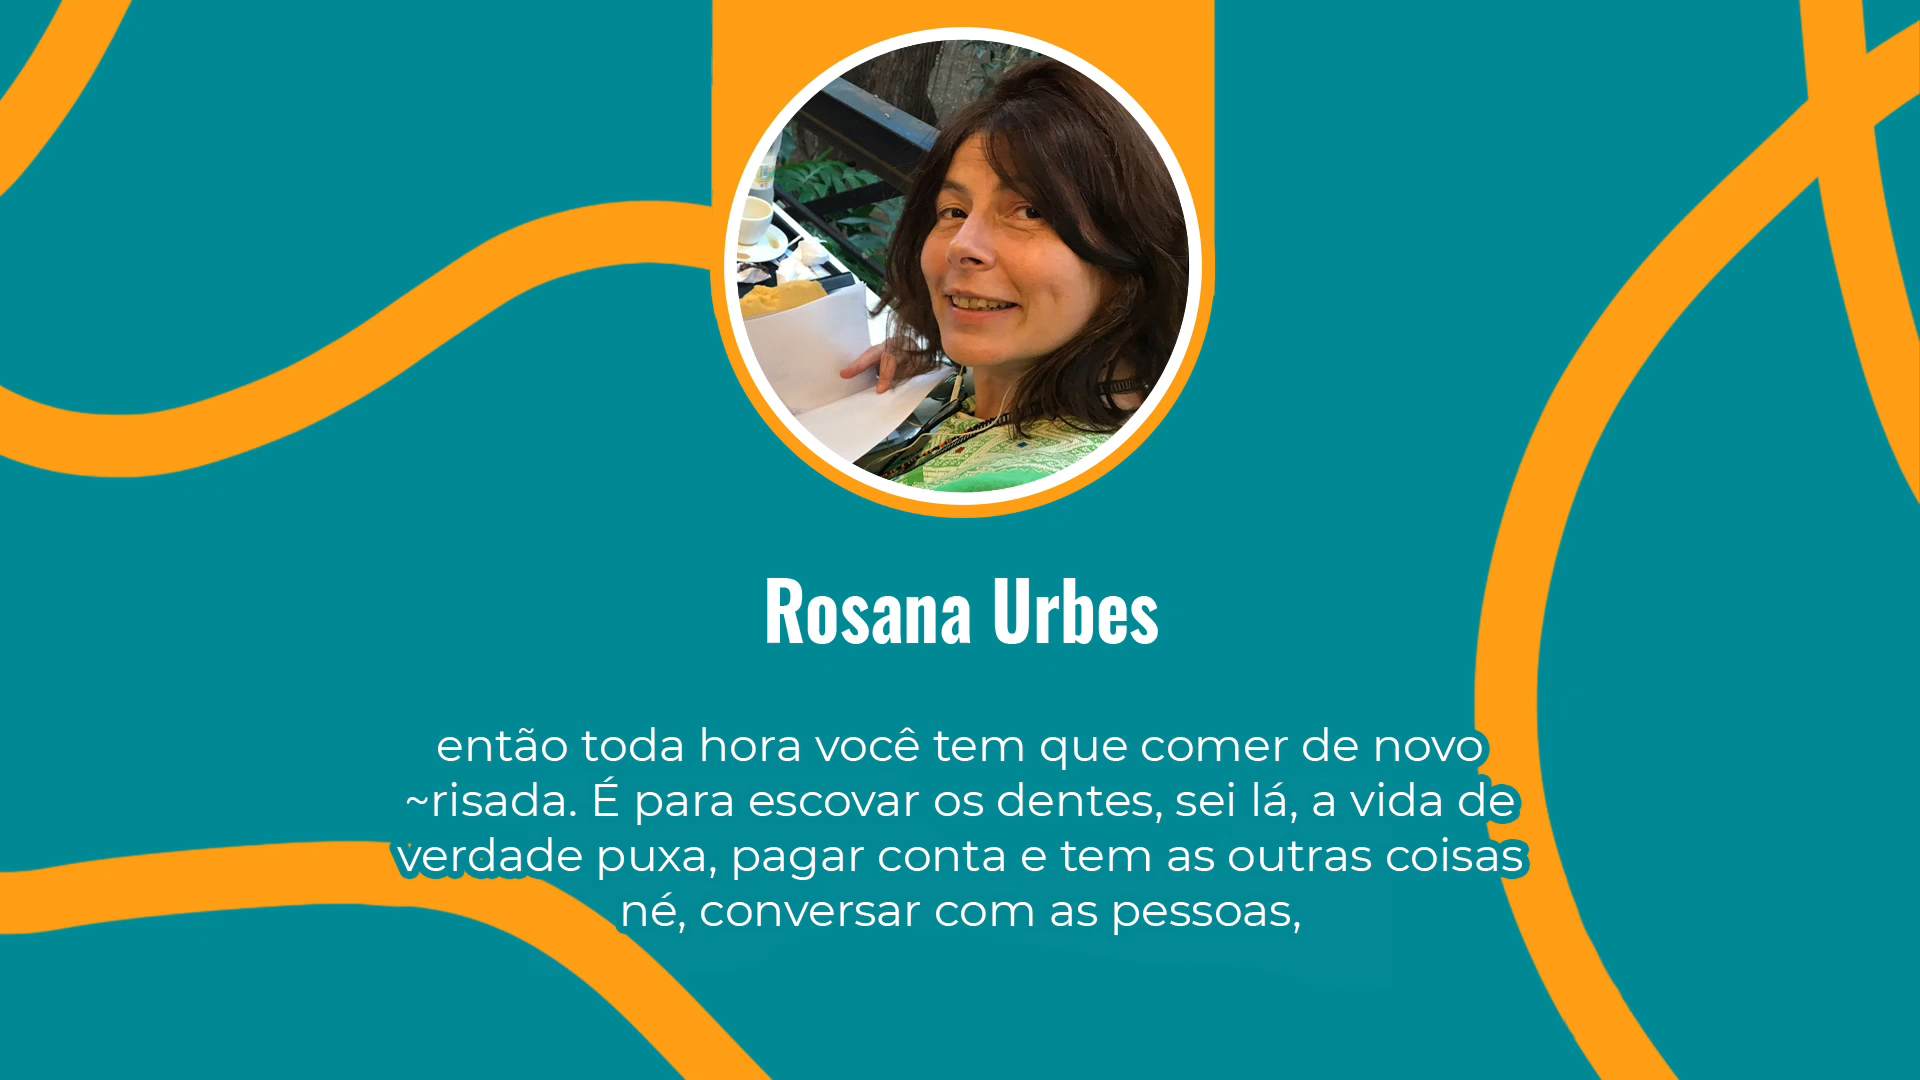 Rosana Urbes
então toda hora você tem que comer de novo
~risada. É para escovar os dentes, sei lá, a vida de
verdade puxa, pagar conta e tem as outras coisas
né, conversar com as pessoas,